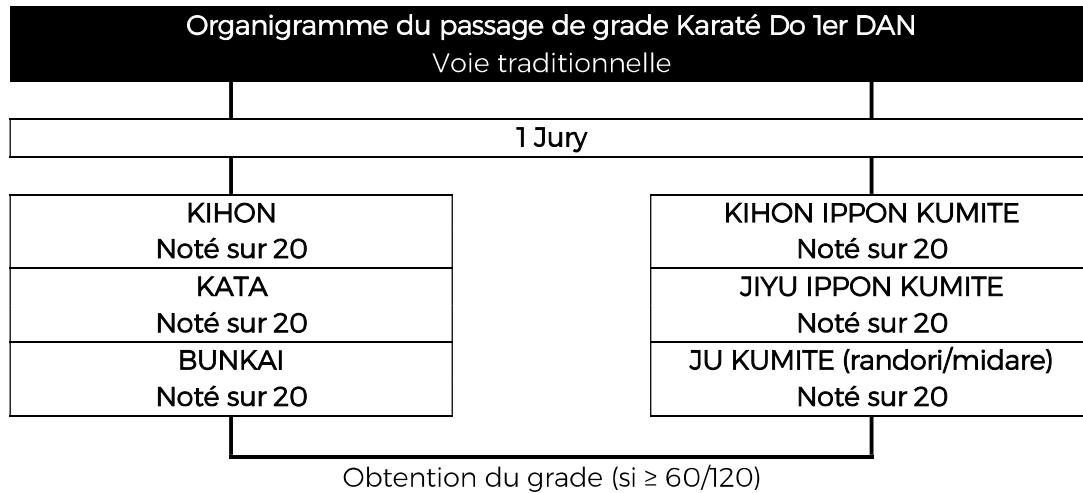 Organigramme du passage de grade Karaté Do 1er DAN
Voie traditionnelle
1 Jury
KIHON
Noté sur 20
KATA
Noté sur 20
BUNKAI
Noté sur 20
KIHON IPPON KUMITE
Noté sur 20
JIYU IPPON KUMITE
Noté sur 20
JU KUMITE (randori/midare)
Noté sur 20
Obtention du grade (si ≥ 60/120)